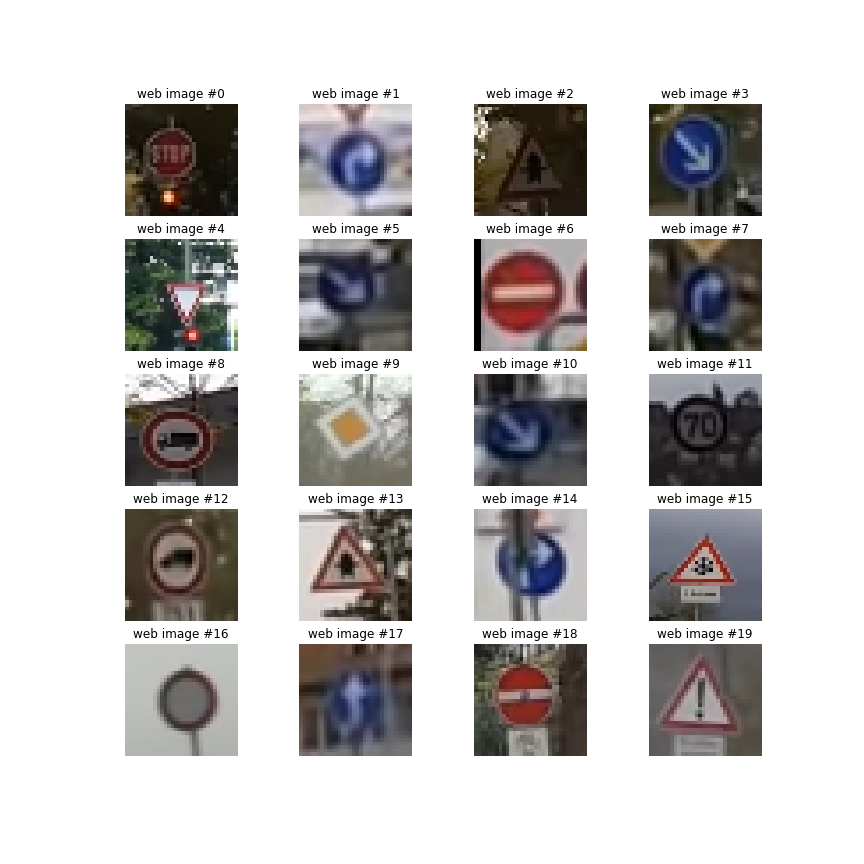 web image #0
web image #1
web image #2
web image #3
STOP
web image #4
web image #5
web image #6
web image #7
web image #8
web image #9
web image #10
web image #11
70
web image #12
web image #13
web image #14
web image #15
web image #16
web image #17
web image #18
web image #19